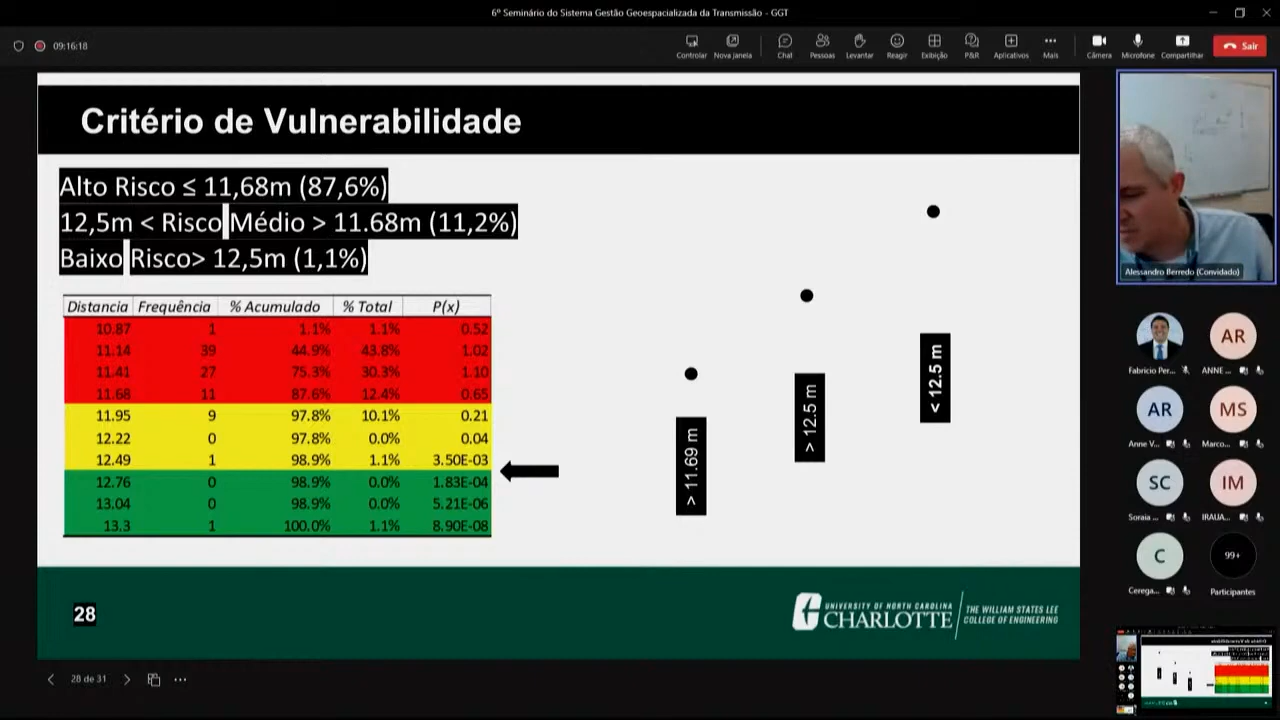 6º Seminário do Sistema Gestão Geoespacializada da Transmissão - GGT
09:16:18
Controlar
Nova janela
Chat
Pessoas
Levantar
Reagir
Exibição
P&R
Aplicativos
Mais
Câmera
Microfone
Compartilhar
Sair
Critério de Vulnerabilidade
Alto Risco ≤ 11,68m (87,6%)
12,5m < Risco Médio > 11.68m (11,2%)
Baixo Risco> 12,5m (1,1%)
Distancia Frequência % Acumulado % Total P(x)
10.87 1 1.1% 1.1% 0.52
11.14 39 44.9% 43.8% 1.02
11.41 27 75.3% 30.3% 1.10
11.68 11 87.6% 12.4% 0.65
11.95 9 97.8% 10.1% 0.21
12.22 0 97.8% 0.0% 0.04
12.49 1 98.9% 1.1% 3.50E-03
12.76 0 98.9% 0.0% 1.83E-04
13.04 0 98.9% 0.0% 5.21E-06
13.3 1 100.0% 1.1% 8.90E-08
> 11.69 m
> 12.5 m
< 12.5 m
28
UNIVERSITY OF NORTH CAROLINA
CHARLOTTE
THE WILLIAM STATES LEE
COLLEGE OF ENGINEERING
28 de 31
Alessandro Berredo (Convidado)
Fabricio Per...
AR
ANNE ...
AR
Anne V...
MS
Marco...
SC
Soraia ...
IM
IRAUA...
C
Cerega...
99+
Participantes